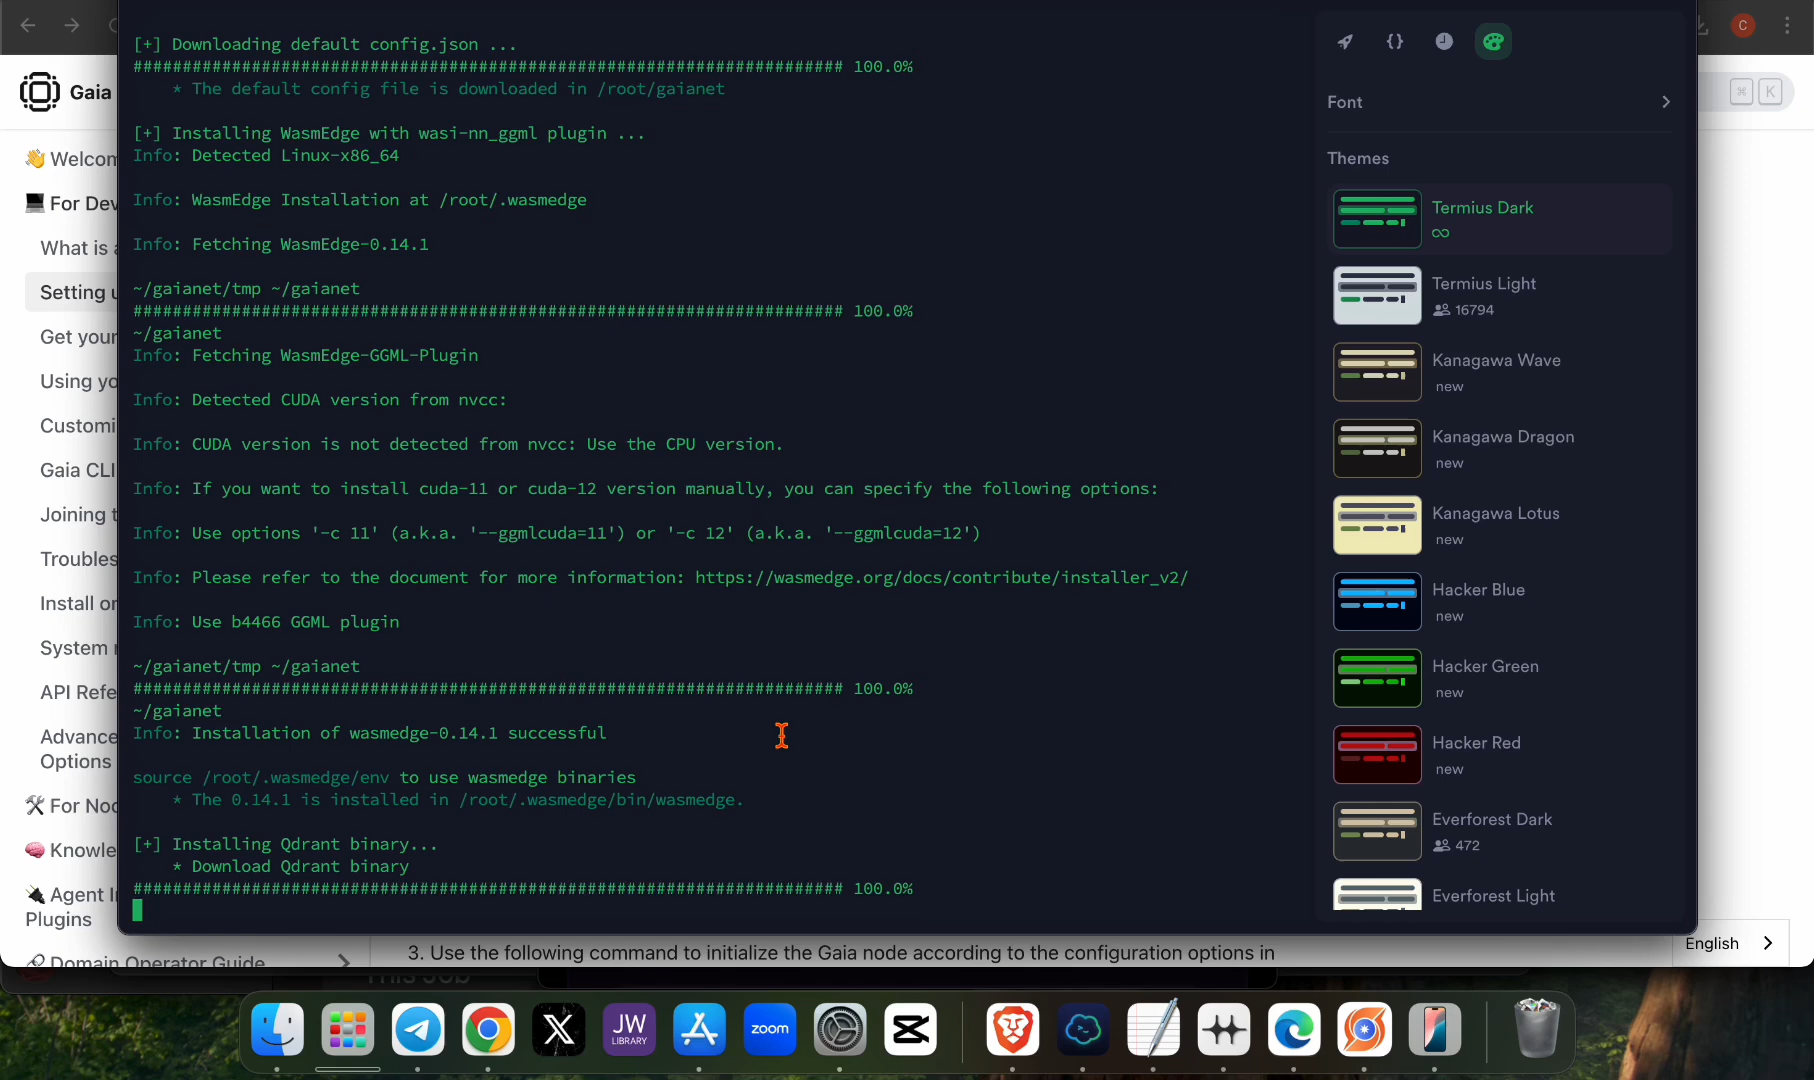 [+] Downloading default config.json ...
######################################################################## 100.0%
* The default config file is downloaded in /root/gaianet
[+] Installing WasmEdge with wasi-nn_ggml plugin ...
Info: Detected Linux-x86_64
Info: WasmEdge Installation at /root/.wasmedge
Info: Fetching WasmEdge-0.14.1
~/gaianet/tmp ~/gaianet
######################################################################## 100.0%
~/gaianet
Info: Fetching WasmEdge-GGML-Plugin
Info: Detected CUDA version from nvcc:
Info: CUDA version is not detected from nvcc: Use the CPU version.
Info: If you want to install cuda-11 or cuda-12 version manually, you can specify the following options:
Info: Use options '-c 11' (a.k.a. '--ggmlcuda=11') or '-c 12' (a.k.a. '--ggmlcuda=12')
Info: Please refer to the document for more information: https://wasmedge.org/docs/contribute/installer_v2/
Info: Use b4466 GGML plugin
~/gaianet/tmp ~/gaianet
######################################################################## 100.0%
~/gaianet
Info: Installation of wasmedge-0.14.1 successful
source /root/.wasmedge/env to use wasmedge binaries
* The 0.14.1 is installed in /root/.wasmedge/bin/wasmedge.
[+] Installing Qdrant binary...
* Download Qdrant binary
######################################################################## 100.0%
Font
Themes
Termius Dark
Termius Light
16794
Kanagawa Wave
new
Kanagawa Dragon
new
Kanagawa Lotus
new
Hacker Blue
new
Hacker Green
new
Hacker Red
new
Everforest Dark
472
Everforest Light
C
⌘ K
Gaia
Welcom
For Dev
What is a
Setting u
Get your
Using yo
Customi
Gaia CLI
Joining t
Troubles
Install or
System r
API Refe
Advance
Options
For Noc
Knowle
Agent I
Plugins
Domain Operator Guide
3. Use the following command to initialize the Gaia node according to the configuration options in
English
This Job
JW
LIBRARY
zoom